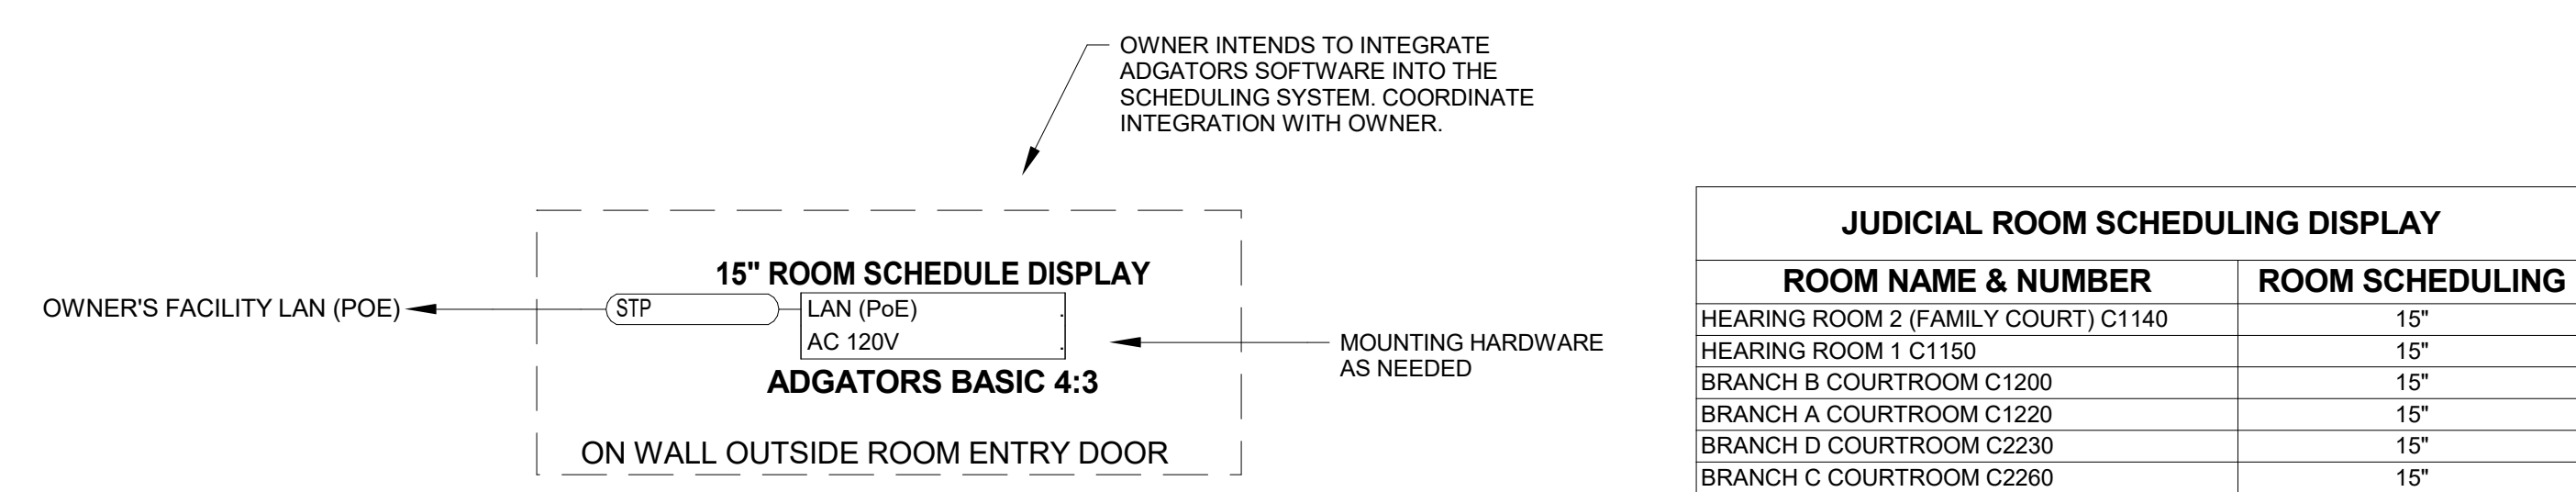 OWNER INTENDS TO INTEGRATE
ADGATORS SOFTWARE INTO THE
SCHEDULING SYSTEM. COORDINATE
INTEGRATION WITH OWNER.
15" ROOM SCHEDULE DISPLAY
OWNER'S FACILITY LAN (POE)
STP
LAN (PoE)
AC 120V
ADGATORS BASIC 4:3
MOUNTING HARDWARE
AS NEEDED
ON WALL OUTSIDE ROOM ENTRY DOOR
JUDICIAL ROOM SCHEDULING DISPLAY
ROOM NAME & NUMBER ROOM SCHEDULING
HEARING ROOM 2 (FAMILY COURT) C1140 15"
HEARING ROOM 1 C1150 15"
BRANCH B COURTROOM C1200 15"
BRANCH A COURTROOM C1220 15"
BRANCH D COURTROOM C2230 15"
BRANCH C COURTROOM C2260 15"